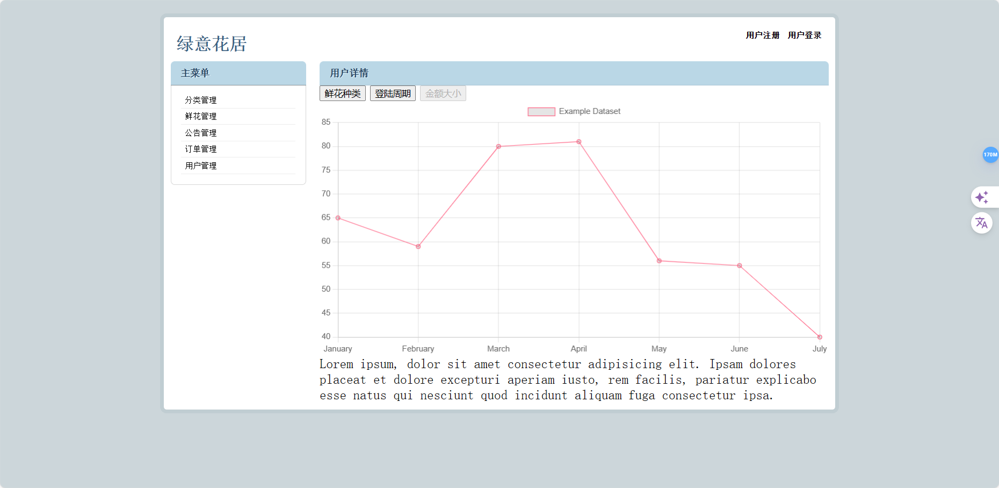 绿意花居
用户注册 用户登录
主菜单
分类管理
鲜花管理
公告管理
订单管理
用户管理
用户详情
鲜花种类 登陆周期 金额大小
Example Dataset
85
80
75
70
65
60
55
50
45
40
January February March April May June July
Lorem ipsum, dolor sit amet consectetur adipisicing elit. Ipsam dolores
placeat et dolore excepturi aperiam iusto, rem facilis, pariatur explicabo
esse natus qui nesciunt quod incidunt aliquam fuga consectetur ipsa.
170M
文A